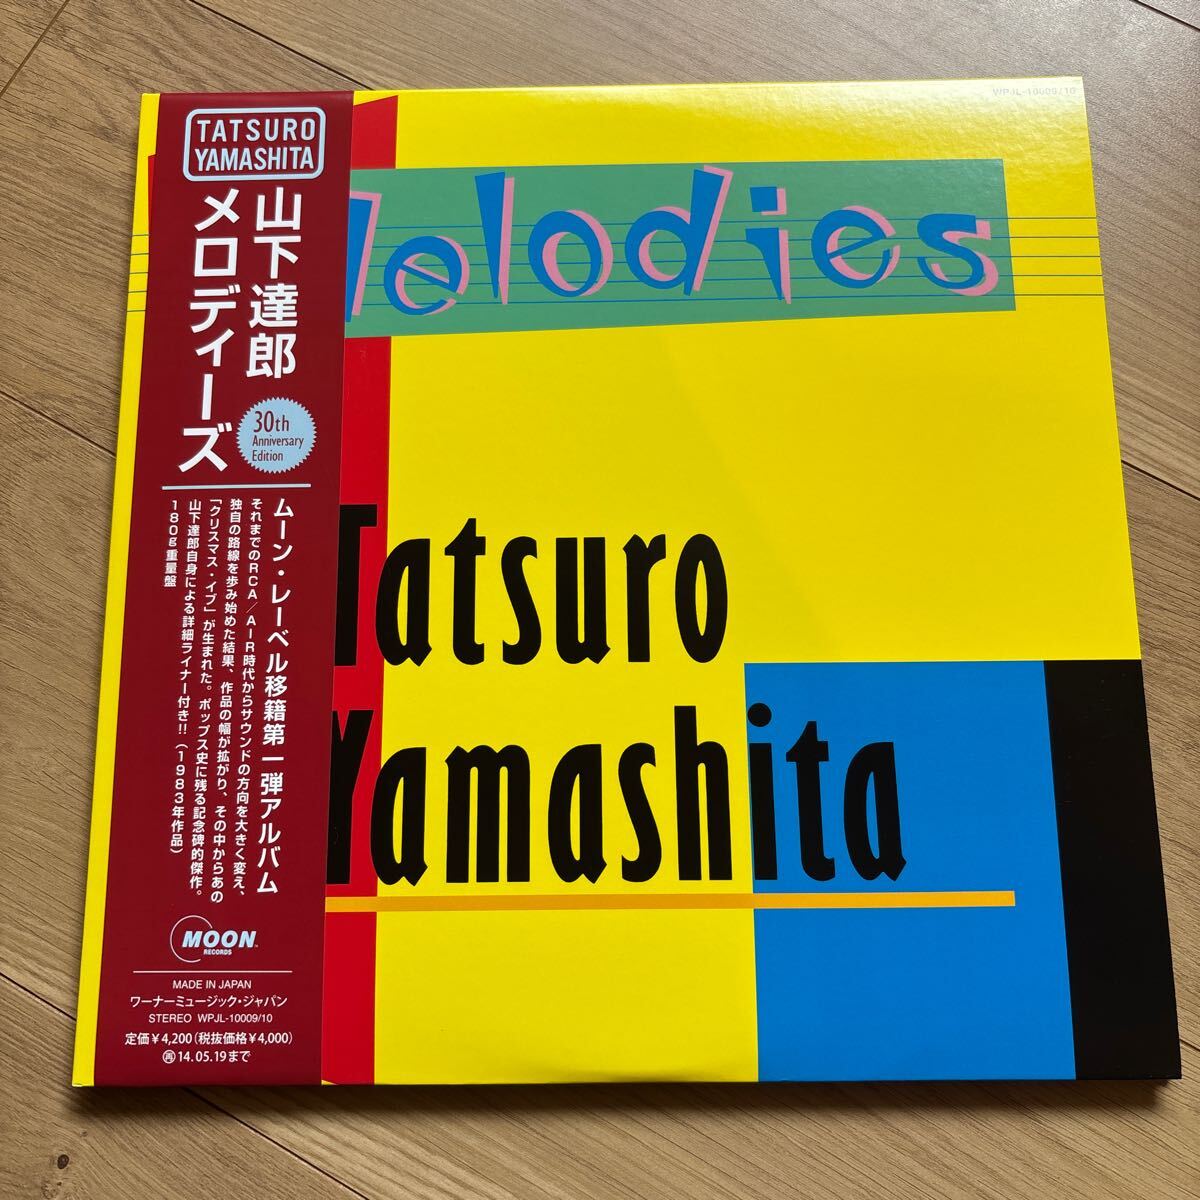 WPJL-10009/10
TATSURO
YAMASHITA
山下達郎
メロディーズ
30th
Anniversary
Edition
ムーン・レーベル移籍第一弾アルバム
それまでのRCA/AIR時代からサウンドの方向を大きく変え、
独自の路線を歩み始めた結果、作品の幅が拡がり、その中からあの
「クリスマス・イブ」が生まれた。ポップス史に残る記念碑的傑作。
山下達郎自身による詳細ライナー付き!!(1983年作品)
180g重量盤
MOON
RECORDS
MADE IN JAPAN
ワーナーミュージック・ジャパン
STEREO WPJL-10009/10
定価¥4,200(税抜価格¥4,000)
再14.05.19まで
elodies
Tatsuro
Yamashita